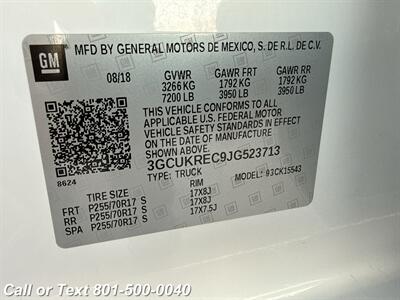 GM
MFD BY GENERAL MOTORS DE MEXICO, S. DE R.L. DE C.V.
08/18 GVWR GAWR FRT GAWR RR
3266 KG 1792 KG 1792 KG
7200 LB 3950 LB 3950 LB
THIS VEHICLE CONFORMS TO ALL
APPLICABLE U.S. FEDERAL MOTOR
VEHICLE SAFETY STANDARDS IN
EFFECT ON THE DATE OF
MANUFACTURE SHOWN ABOVE.
3GCUKREC9JG523713
TYPE: TRUCK MODEL: 93CK15543
8624
TIRE SIZE RIM
FRT P255/70R17 S 17X8J
RR P255/70R17 S 17X8J
SPA P255/70R17 S 17X7.5J
Call or Text 801-500-0040